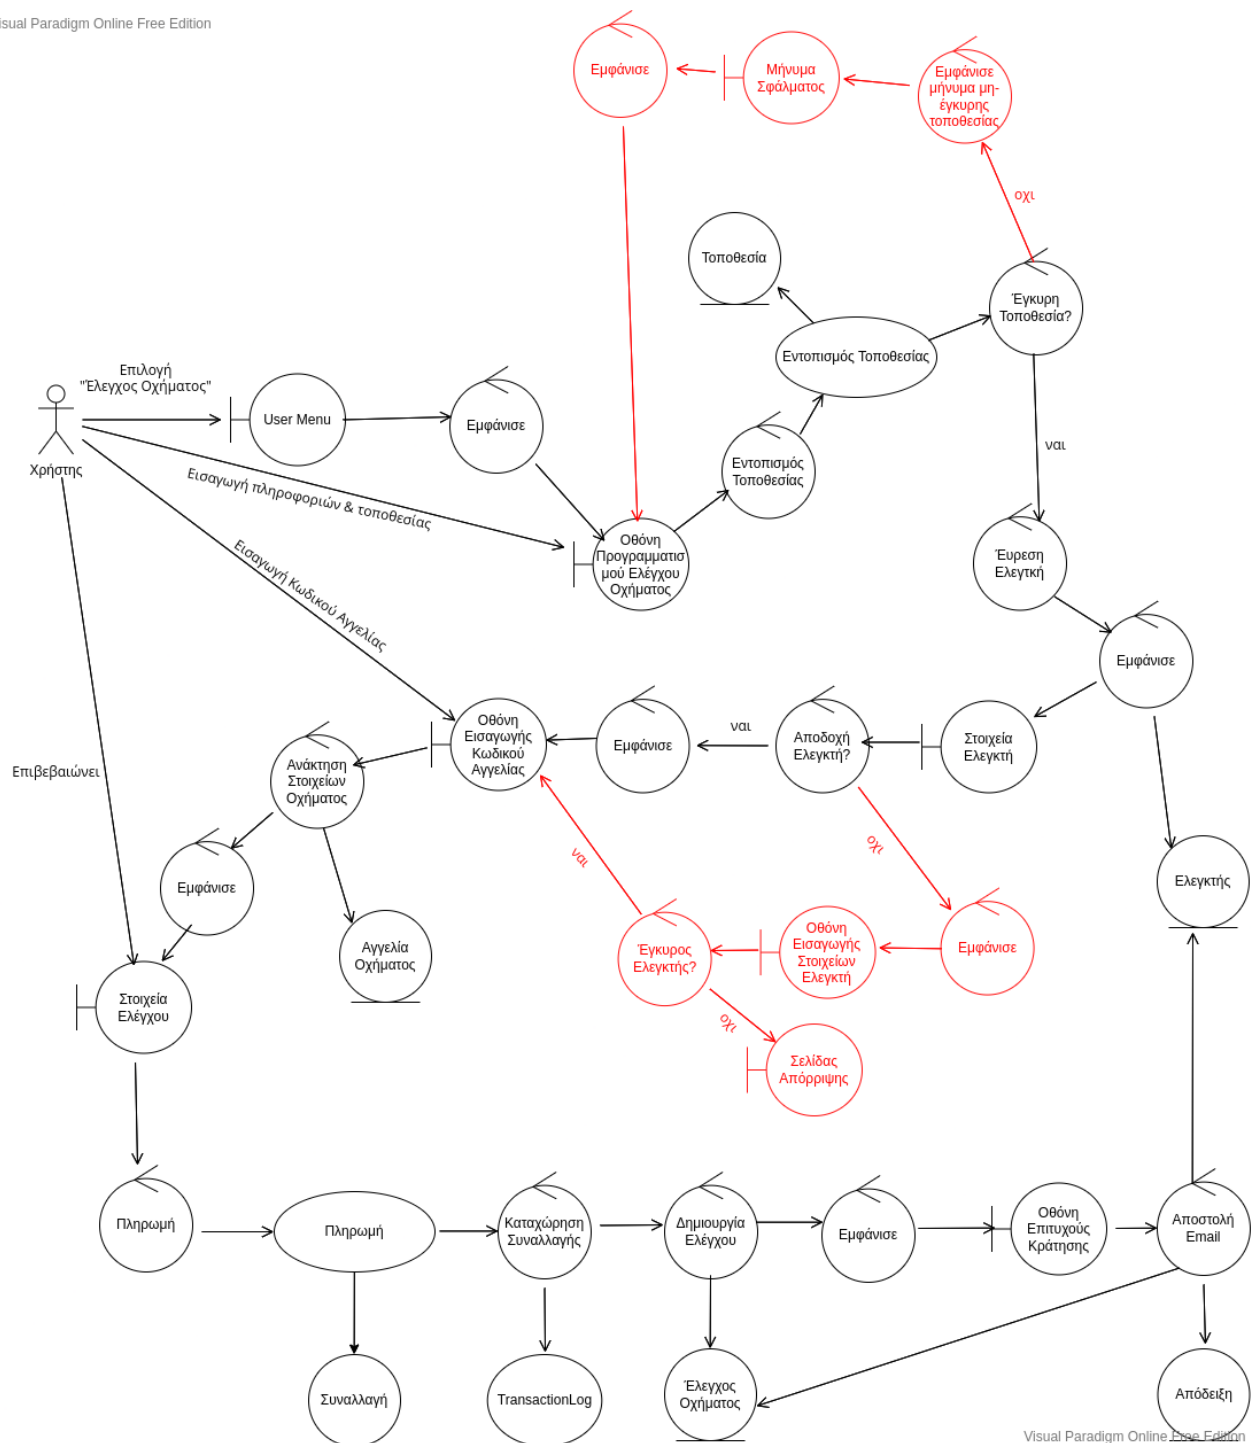 isual Paradigm Online Free Edition
Εμφάνισε
Μήνυμα
Σφάλματος
Εμφάνισε
μήνυμα μη-
έγκυρης
τοποθεσίας
οχι
Τοποθεσία
Έγκυρη
Τοποθεσία?
Εντοπισμός Τοποθεσίας
Επιλογή
"Έλεγχος Οχήματος"
User Menu
Εμφάνισε
Χρήστης
Εισαγωγή πληροφοριών & τοποθεσίας
Εντοπισμός
Τοποθεσίας
ναι
Οθόνη
Προγραμματισ
μού Ελέγχου
Οχήματος
Έυρεση
Ελεγτκή
Εισαγωγή Κωδικού Αγγελίας
Εμφάνισε
Οθόνη
Εισαγωγής
Κωδικού
Αγγελίας
Εμφάνισε
ναι
Αποδοχή
Ελεγκτή?
Στοιχεία
Ελεγκτή
Επιβεβαιώνει
Ανάκτηση
Στοιχείων
Οχήματος
ναι
οχι
Εμφάνισε
Ελεγκτής
Αγγελία
Οχήματος
Έγκυρος
Ελεγκτής?
Οθόνη
Εισαγωγής
Στοιχείων
Ελεγκτή
Εμφάνισε
Στοιχεία
Ελέγχου
οχι
Σελίδας
Απόρριψης
Πληρωμή
Πληρωμή
Καταχώρηση
Συναλλαγής
Δημιουργία
Ελέγχου
Εμφάνισε
Οθόνη
Επιτυχούς
Κράτησης
Αποστολή
Email
Συναλλαγή
TransactionLog
Έλεγχος
Οχήματος
Απόδειξη
Visual Paradigm Online Free Edition